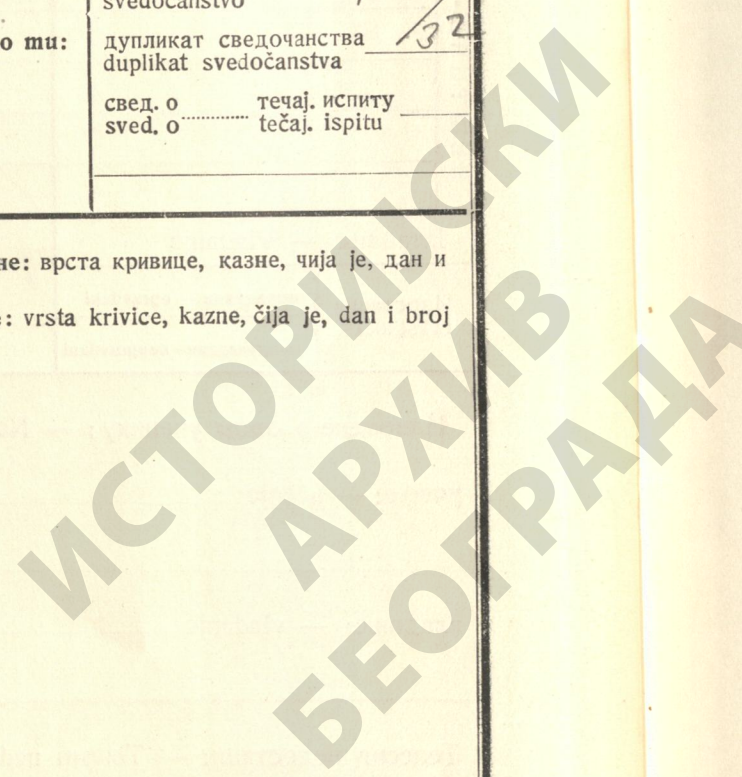 svedočanstvo
о ти: дупликат сведочанства /32
duplikat svedočanstva
свед. о течај. испиту
sved. o tečaj. ispitu
не: врста кривице, казне, чија је, дан и
e: vrsta krivice, kazne, čija je, dan i broj
ИСТОРИЈСКИ
АРХИВ
БЕОГРАДА